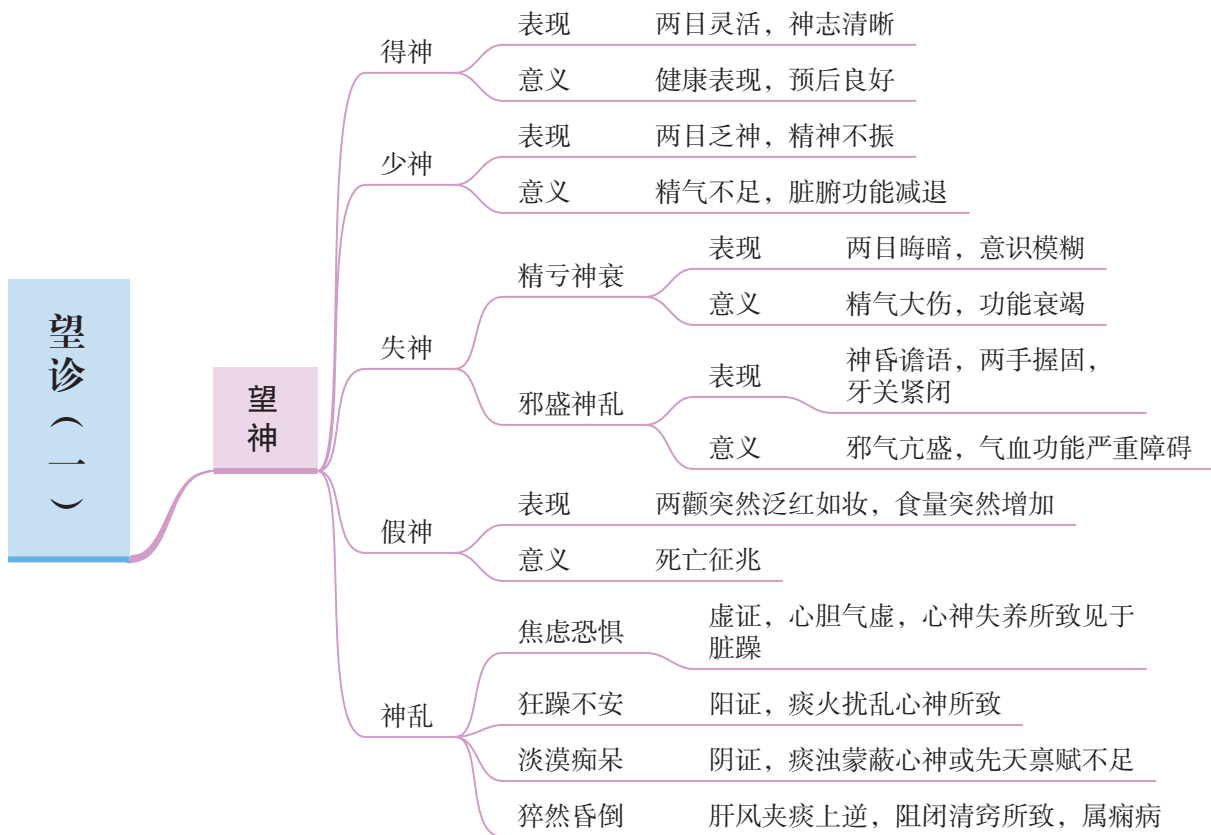 望诊（一）
望神
得神
表现 两目灵活，神志清晰
意义 健康表现，预后良好
少神
表现 两目乏神，精神不振
意义 精气不足，脏腑功能减退
失神
精亏神衰
表现 两目晦暗，意识模糊
意义 精气大伤，功能衰竭
邪盛神乱
表现 神昏谵语，两手握固，
牙关紧闭
意义 邪气亢盛，气血功能严重障碍
假神
表现 两颧突然泛红如妆，食量突然增加
意义 死亡征兆
神乱
焦虑恐惧 虚证，心胆气虚，心神失养所致见于
脏躁
狂躁不安 阳证，痰火扰乱心神所致
淡漠痴呆 阴证，痰浊蒙蔽心神或先天禀赋不足
猝然昏倒 肝风夹痰上逆，阻闭清窍所致，属痫病